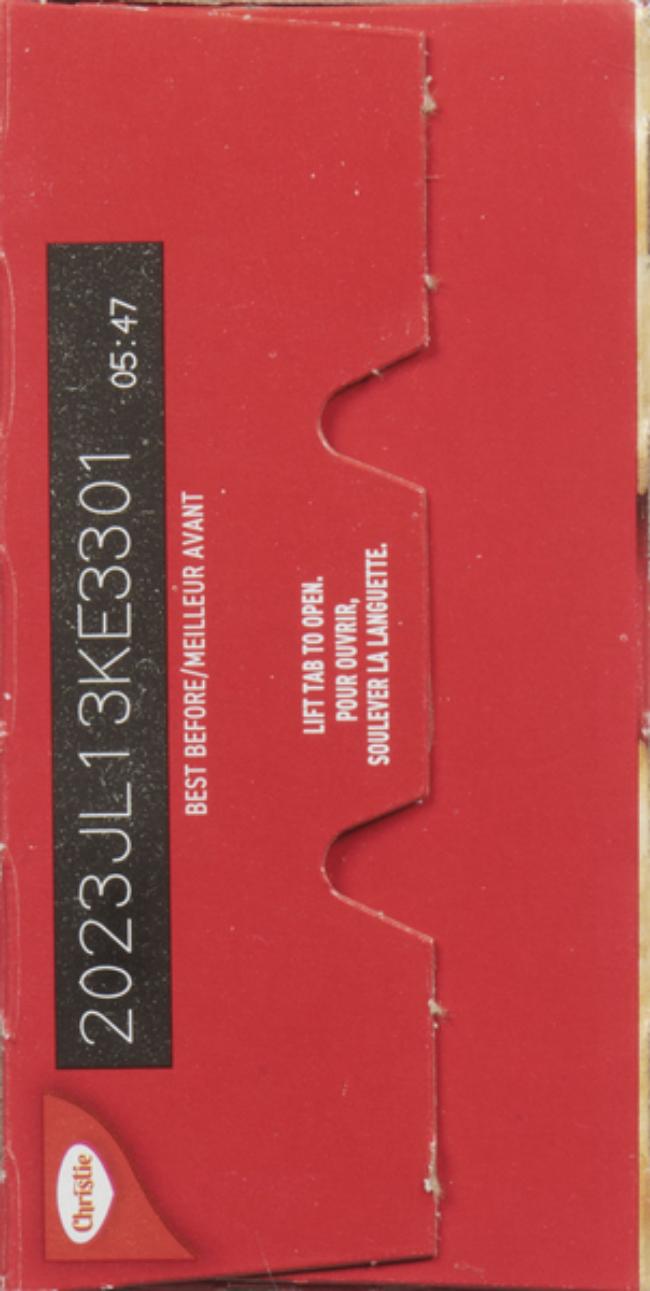 2023JL13KE3301 05:47
BEST BEFORE/MEILLEUR AVANT
LIFT TAB TO OPEN.
POUR OUVRIR,
SOULEVER LA LANGUETTE.
Christie